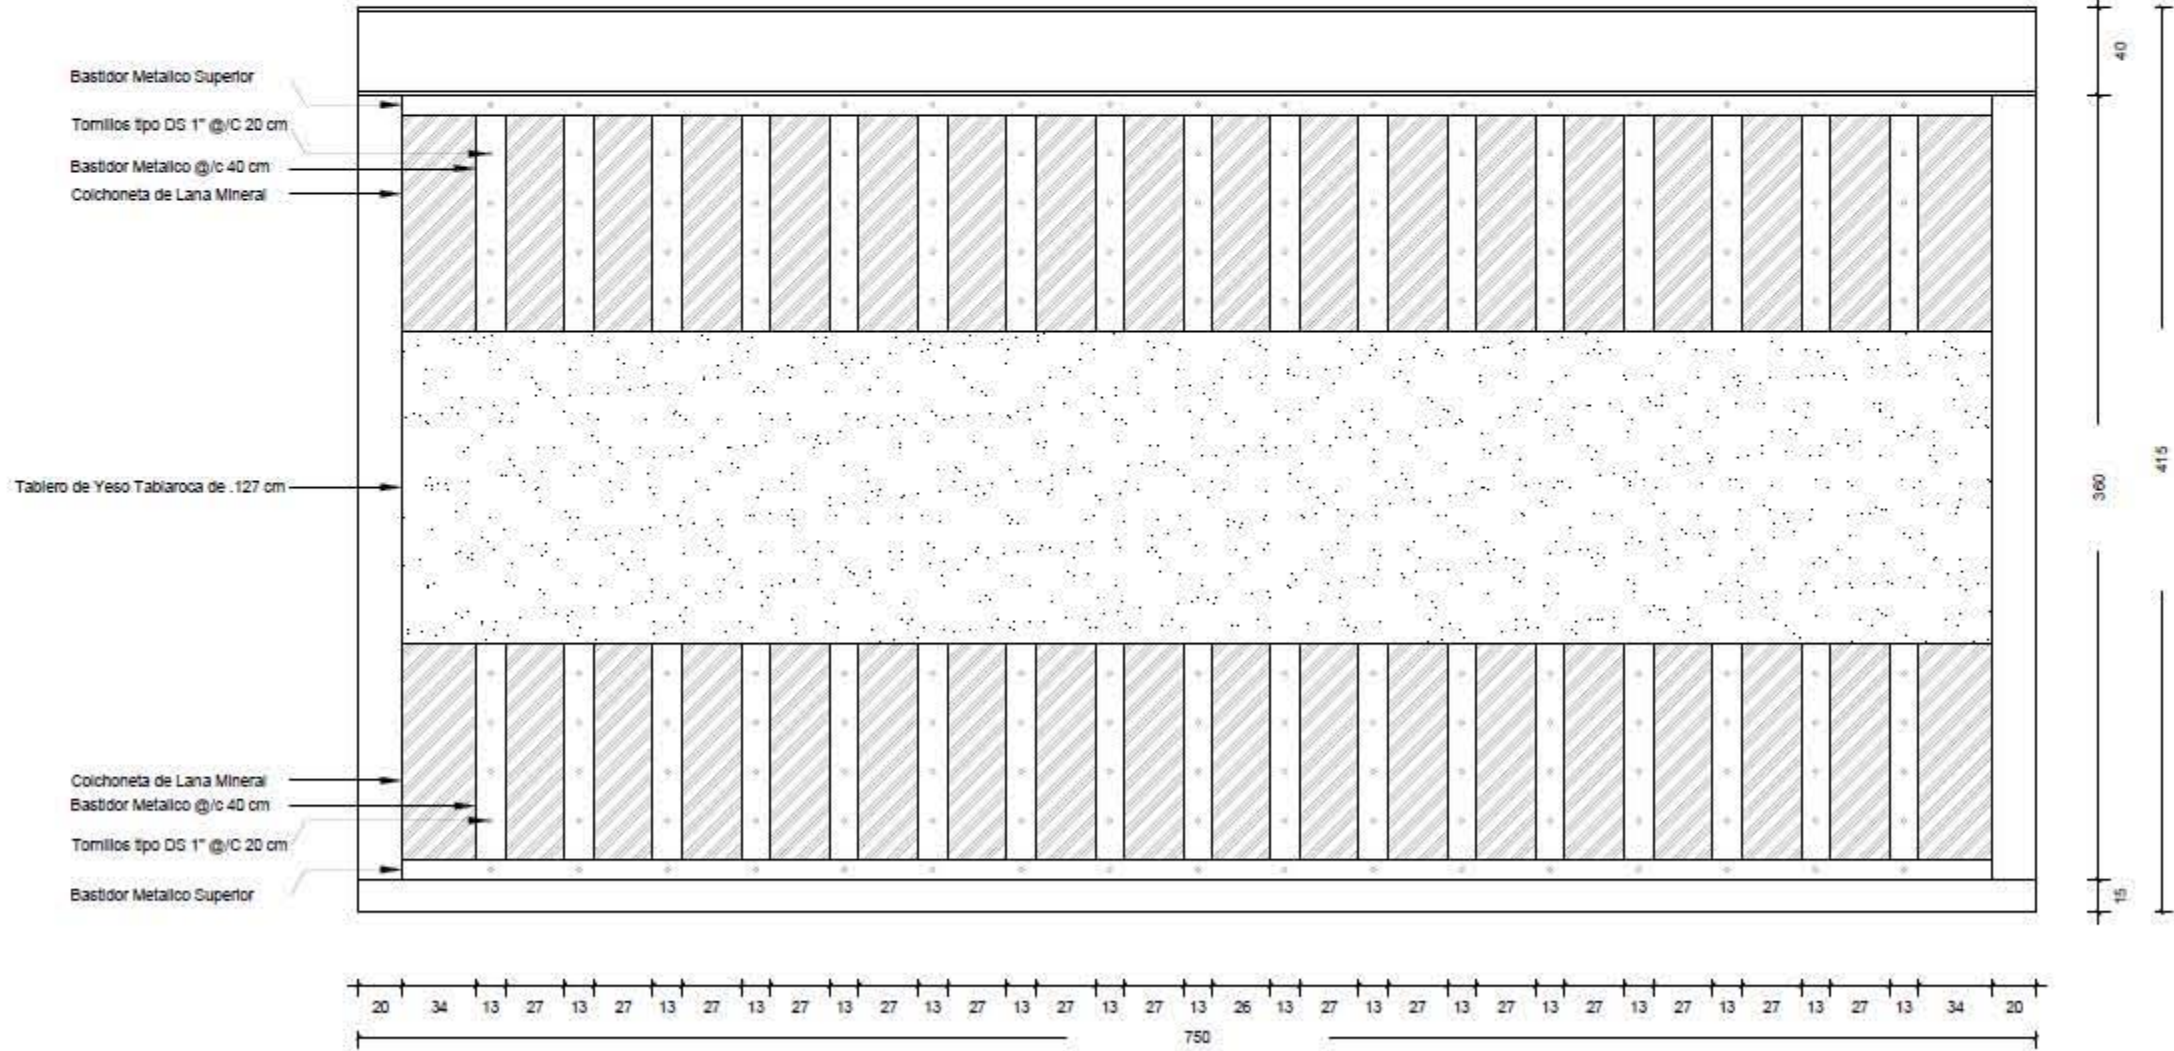 Bastidor Metalico Superior
Tornillos tipo DS 1" @/C 20 cm
Bastidor Metalico @/c 40 cm
Colchoneta de Lana Mineral
Tablero de Yeso Tablaroca de .127 cm
Colchoneta de Lana Mineral
Bastidor Metalico @/c 40 cm
Tornillos tipo DS 1" @/C 20 cm
Bastidor Metalico Superior
40
415
360
15
20 34 13 27 13 27 13 27 13 27 13 27 13 27 13 27 13 27 13 26 13 27 13 27 13 27 13 27 13 27 13 27 13 27 13 34 20
750